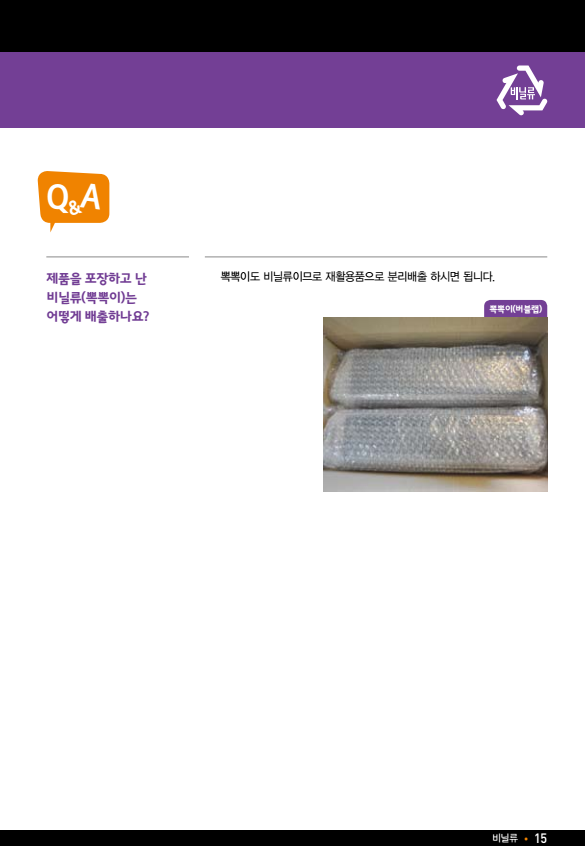 비닐류
Q&A
제품을 포장하고 난
비닐류(뽁뽁이)는
어떻게 배출하나요?
뽁뽁이도 비닐류이므로 재활용품으로 분리배출 하시면 됩니다.
뽁뽁이(버블랩)
비닐류 • 15